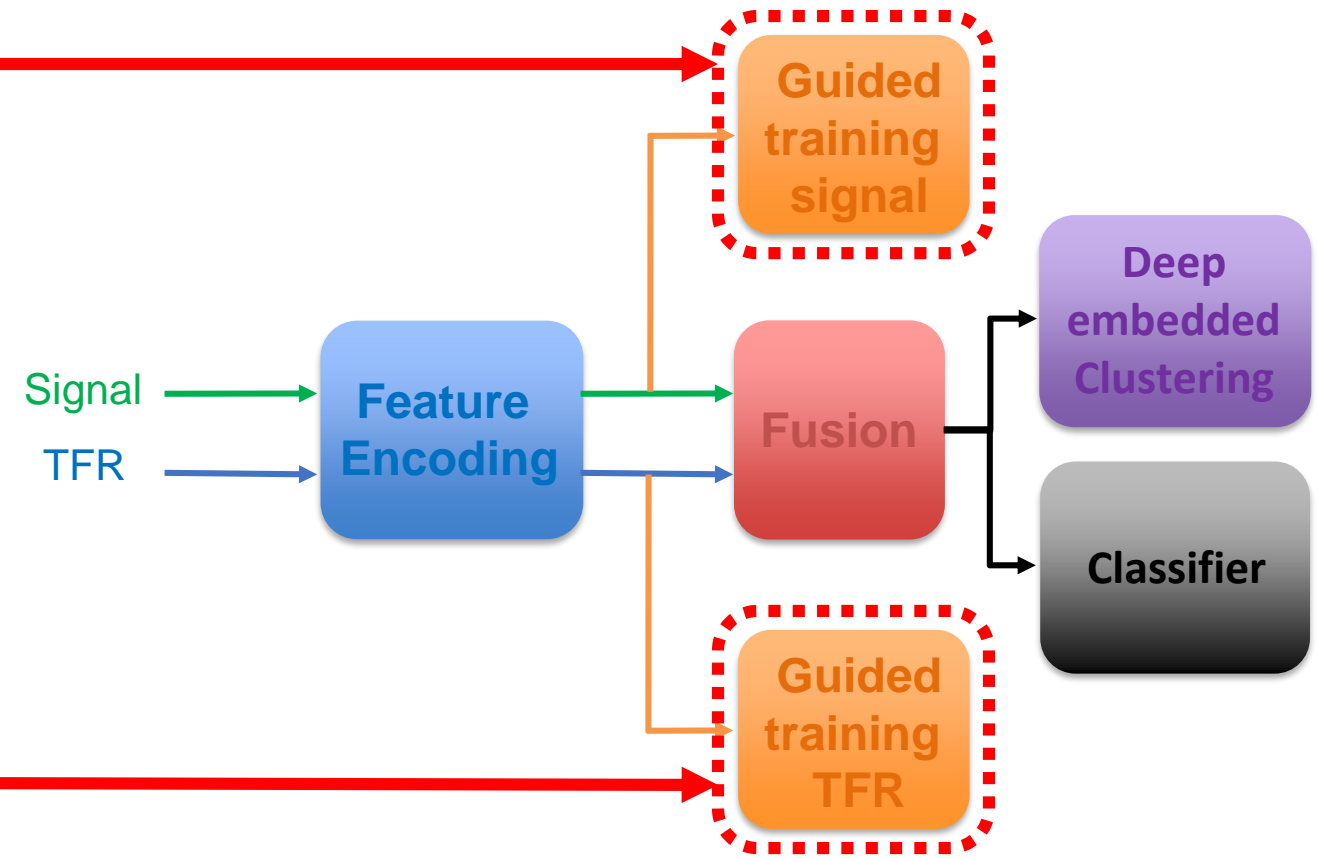 Guided
training
signal
Deep
embedded
Clustering
Signal
TFR
Feature
Encoding
Fusion
Classifier
Guided
training
TFR